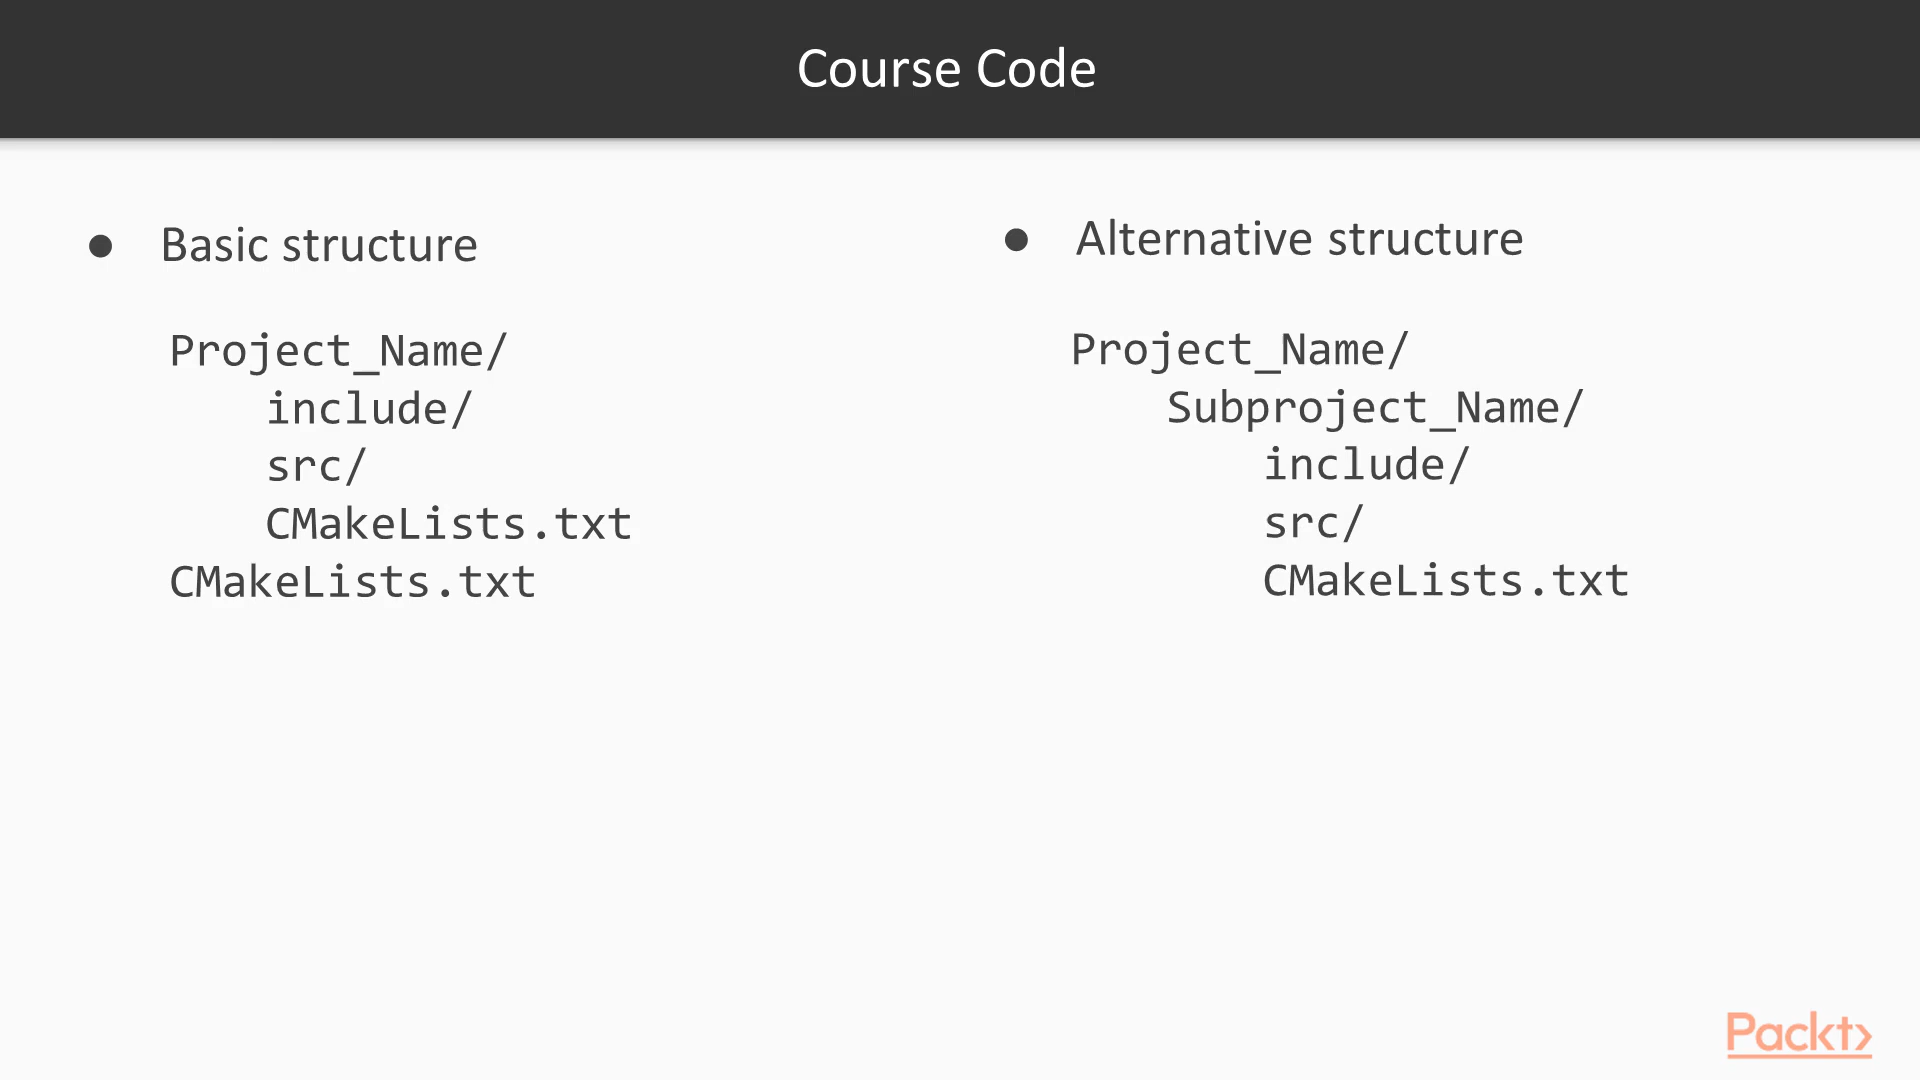 Course Code
● Basic structure
Project_Name/
    include/
    src/
    CMakeLists.txt
CMakeLists.txt
● Alternative structure
Project_Name/
    Subproject_Name/
        include/
        src/
        CMakeLists.txt
Packt>